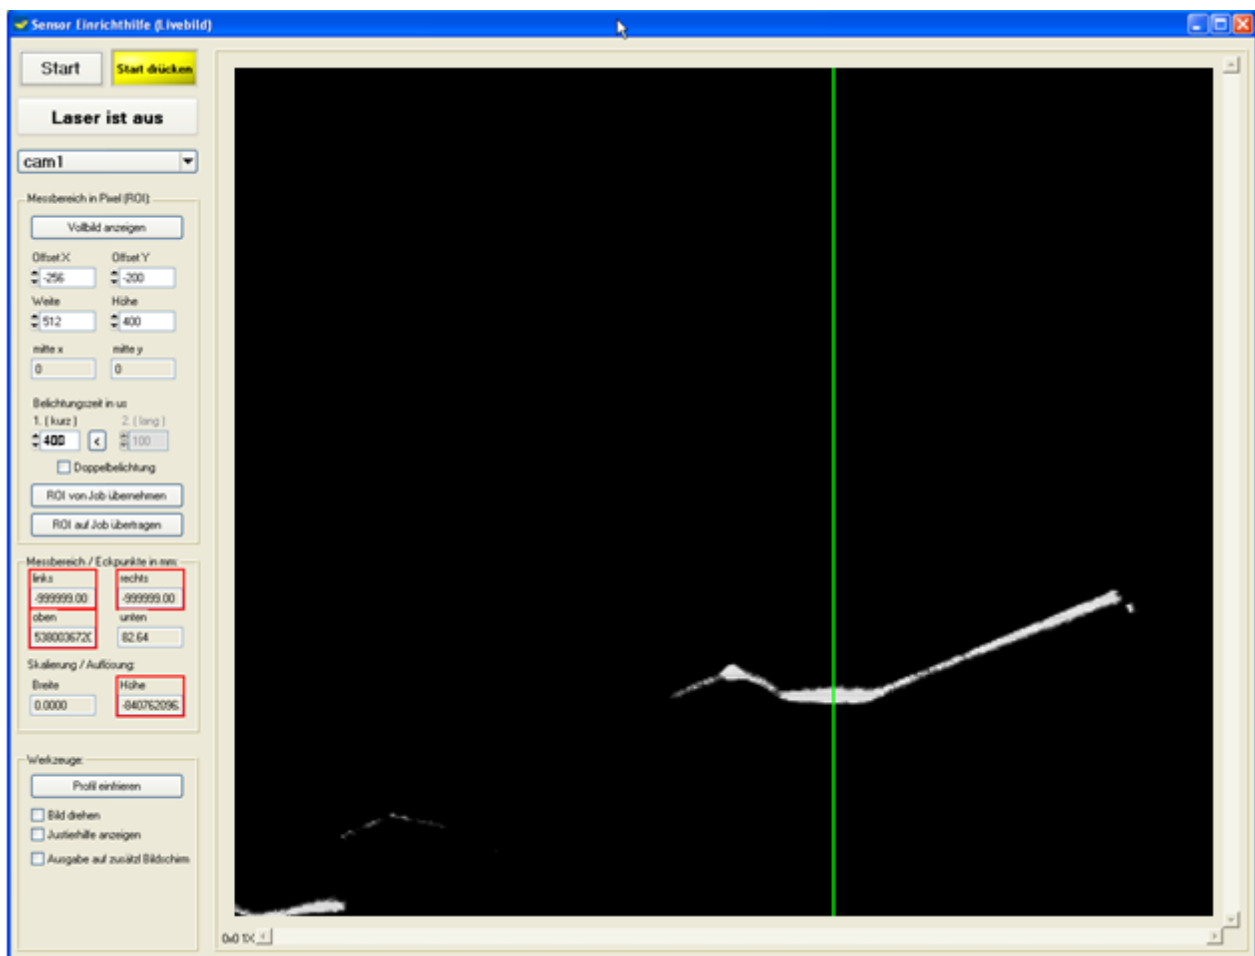 Sensor Einrichthilfe (Livebild)
Start
Start drücken
Laser ist aus
cam1
Messbereich in Pixel (ROI):
Vollbild anzeigen
Offset X
Offset Y
-256
-200
Weite
Höhe
512
400
mitte x
mitte y
0
0
Belichtungszeit in us
1. ( kurz )
2. ( lang )
400
<
100
Doppelbelichtung
ROI von Job übernehmen
ROI auf Job übertragen
Messbereich / Eckpunkte in mm:
links
rechts
-999999.00
-999999.00
oben
unten
538003672
82.64
Skalierung / Auflösung:
Breite
Höhe
0.0000
-840762096
Werkzeuge:
Profil einfrieren
Bild drehen
Justierhilfe anzeigen
Ausgabe auf zusätzl Bildschirm